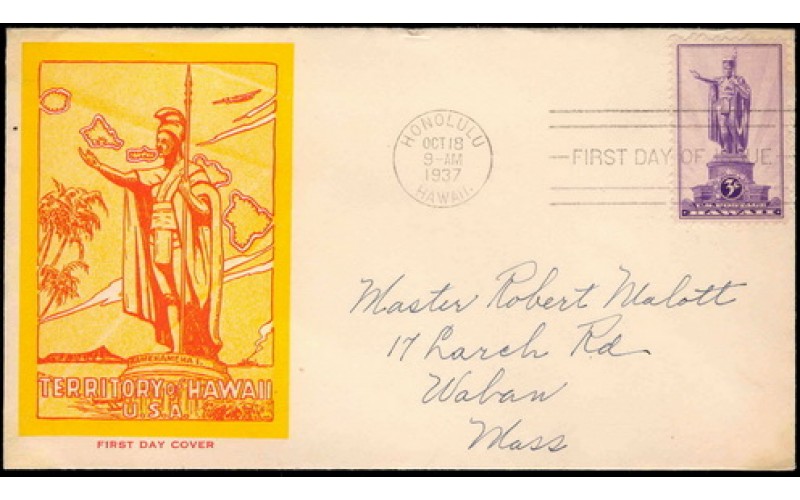 KAMEHAMEHA I.
TERRITORY OF HAWAII
U.S.A.
FIRST DAY COVER
HONOLULU
OCT 18
9-AM
1937
HAWAII.
FIRST DAY OF ISSUE
3¢
U.S. POSTAGE
HAWAII
Master Robert Malott
17 Larch Rd
Waban
Mass